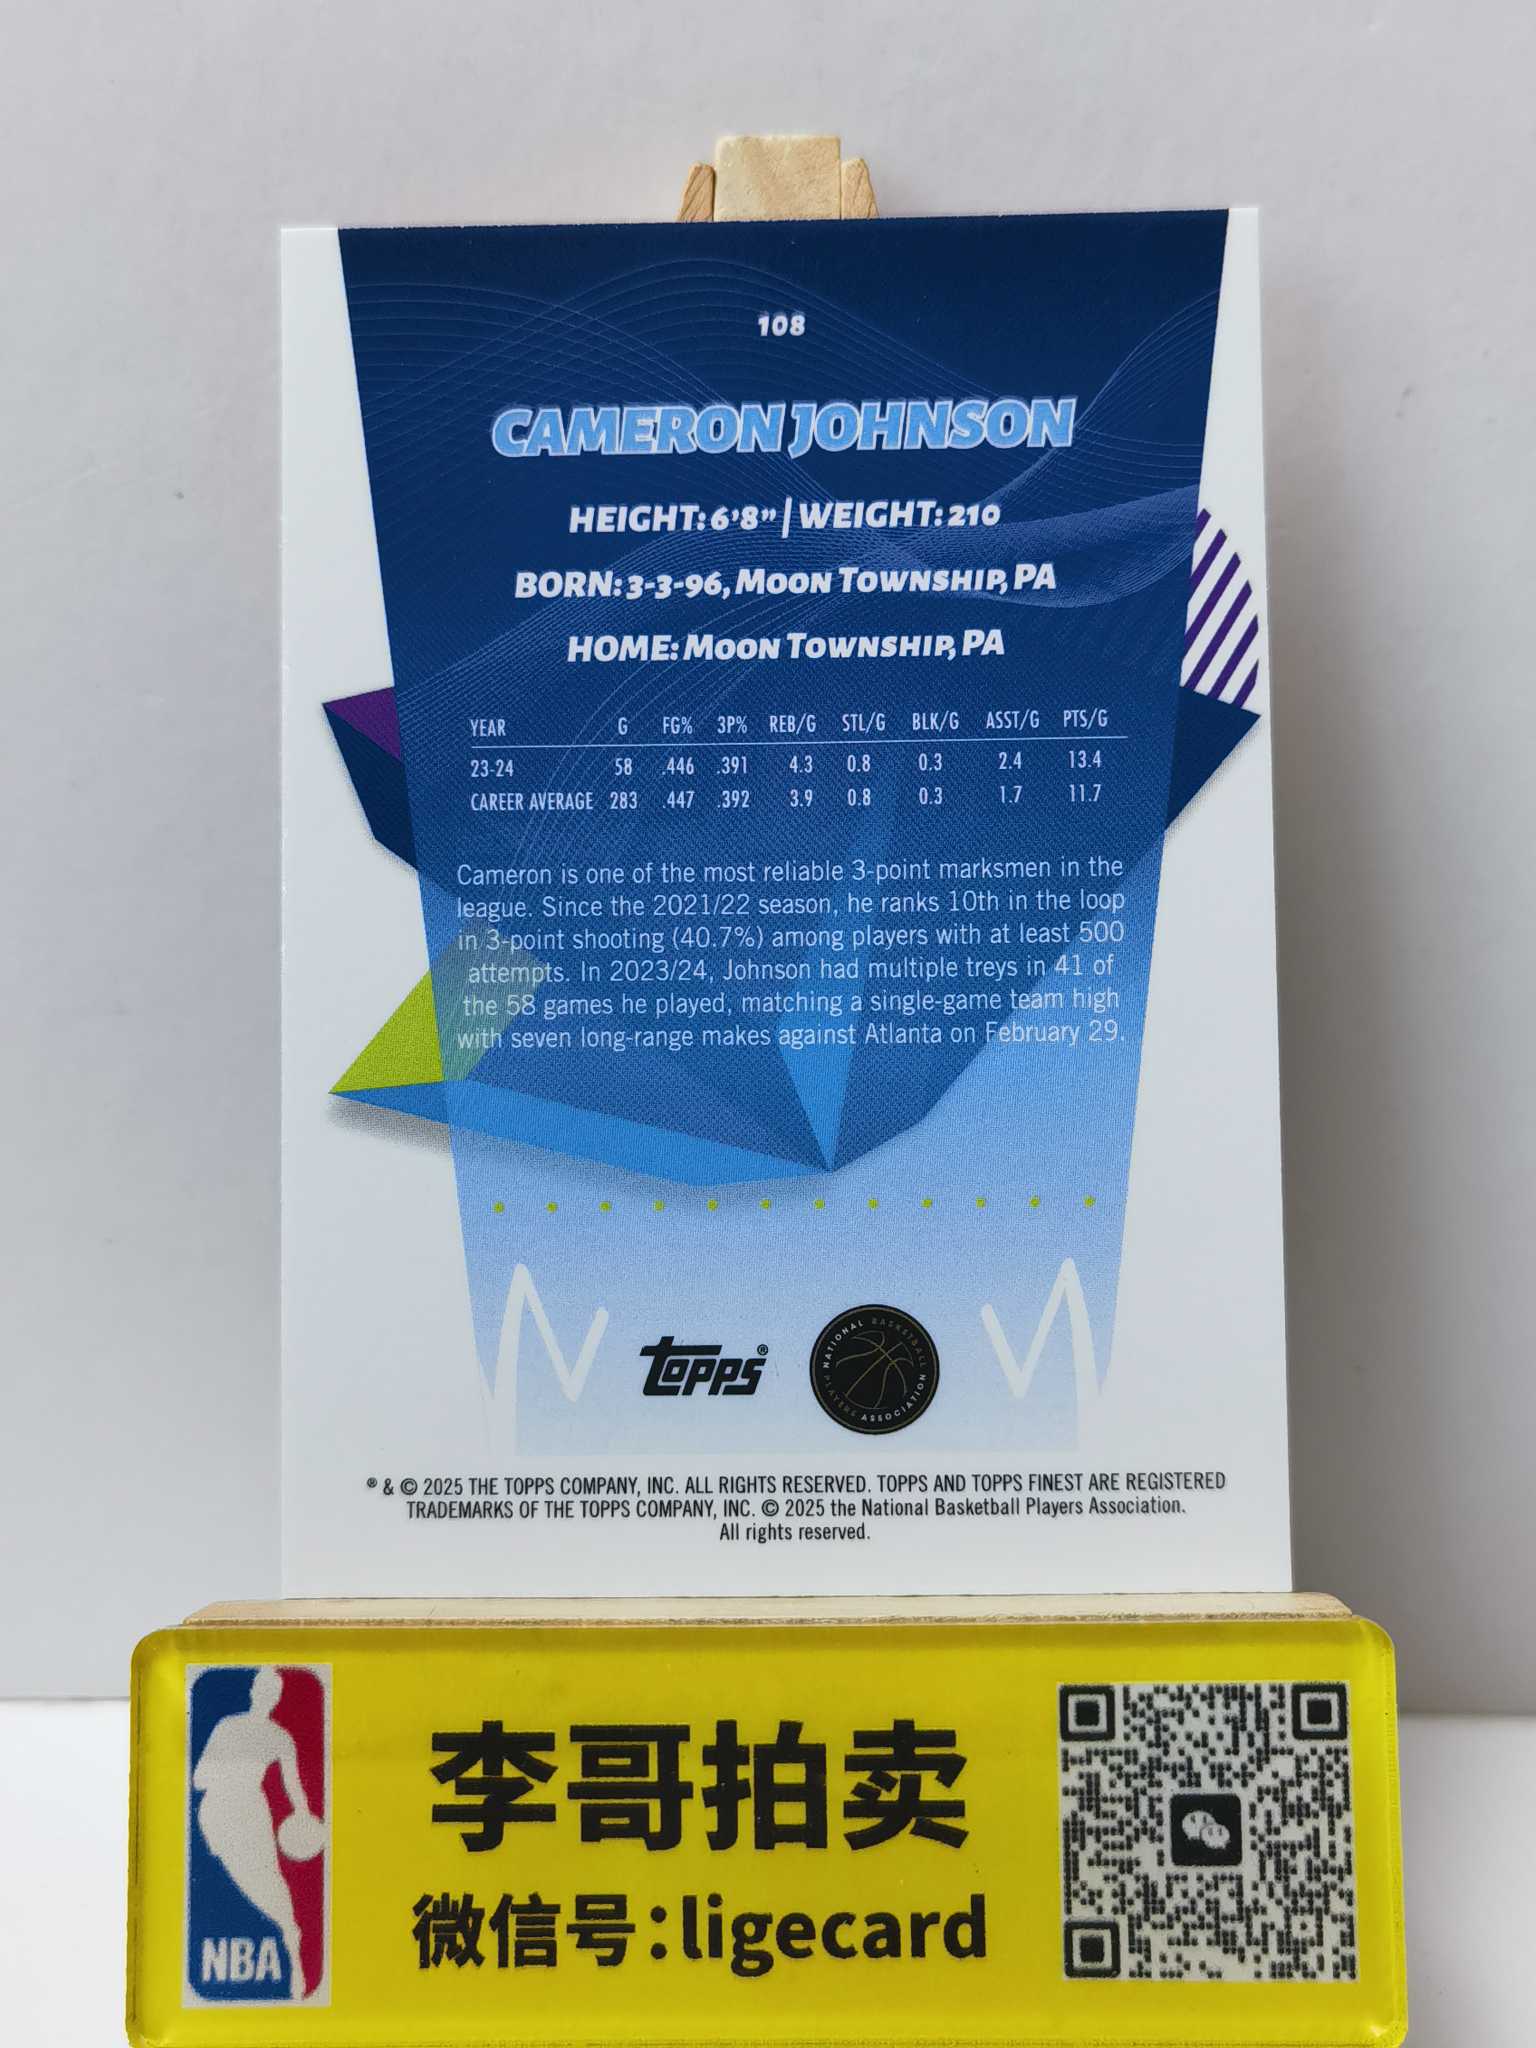 108
CAMERON JOHNSON
HEIGHT: 6'8" | WEIGHT: 210
BORN: 3-3-96, MOON TOWNSHIP, PA
HOME: MOON TOWNSHIP, PA
YEAR G FG% 3P% REB/G STL/G BLK/G ASST/G PTS/G
23-24 58 .446 .391 4.3 0.8 0.3 2.4 13.4
CAREER AVERAGE 283 .447 .392 3.9 0.8 0.3 1.7 11.7
Cameron is one of the most reliable 3-point marksmen in the
league. Since the 2021/22 season, he ranks 10th in the loop
in 3-point shooting (40.7%) among players with at least 500
attempts. In 2023/24, Johnson had multiple treys in 41 of
the 58 games he played, matching a single-game team high
with seven long-range makes against Atlanta on February 29.
topps®
NATIONAL BASKETBALL
PLAYERS ASSOCIATION
® & © 2025 THE TOPPS COMPANY, INC. ALL RIGHTS RESERVED. TOPPS AND TOPPS FINEST ARE REGISTERED
TRADEMARKS OF THE TOPPS COMPANY, INC. © 2025 the National Basketball Players Association.
All rights reserved.
李哥拍卖
微信号:ligecard
NBA